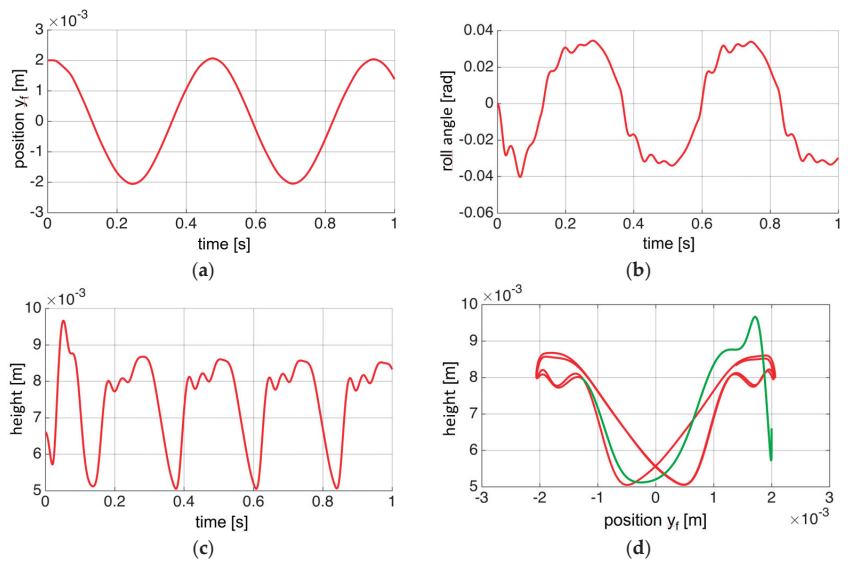 ×10⁻³
3
2
1
0
-1
-2
-3
position y_f [m]
0 0.2 0.4 0.6 0.8 1
time [s]
(a)
0.04
0.02
0
-0.02
-0.04
-0.06
roll angle [rad]
0 0.2 0.4 0.6 0.8 1
time [s]
(b)
×10⁻³
10
9
8
7
6
5
height [m]
0 0.2 0.4 0.6 0.8 1
time [s]
(c)
×10⁻³
10
9
8
7
6
5
height [m]
-3 -2 -1 0 1 2 3
position y_f [m]
×10⁻³
(d)